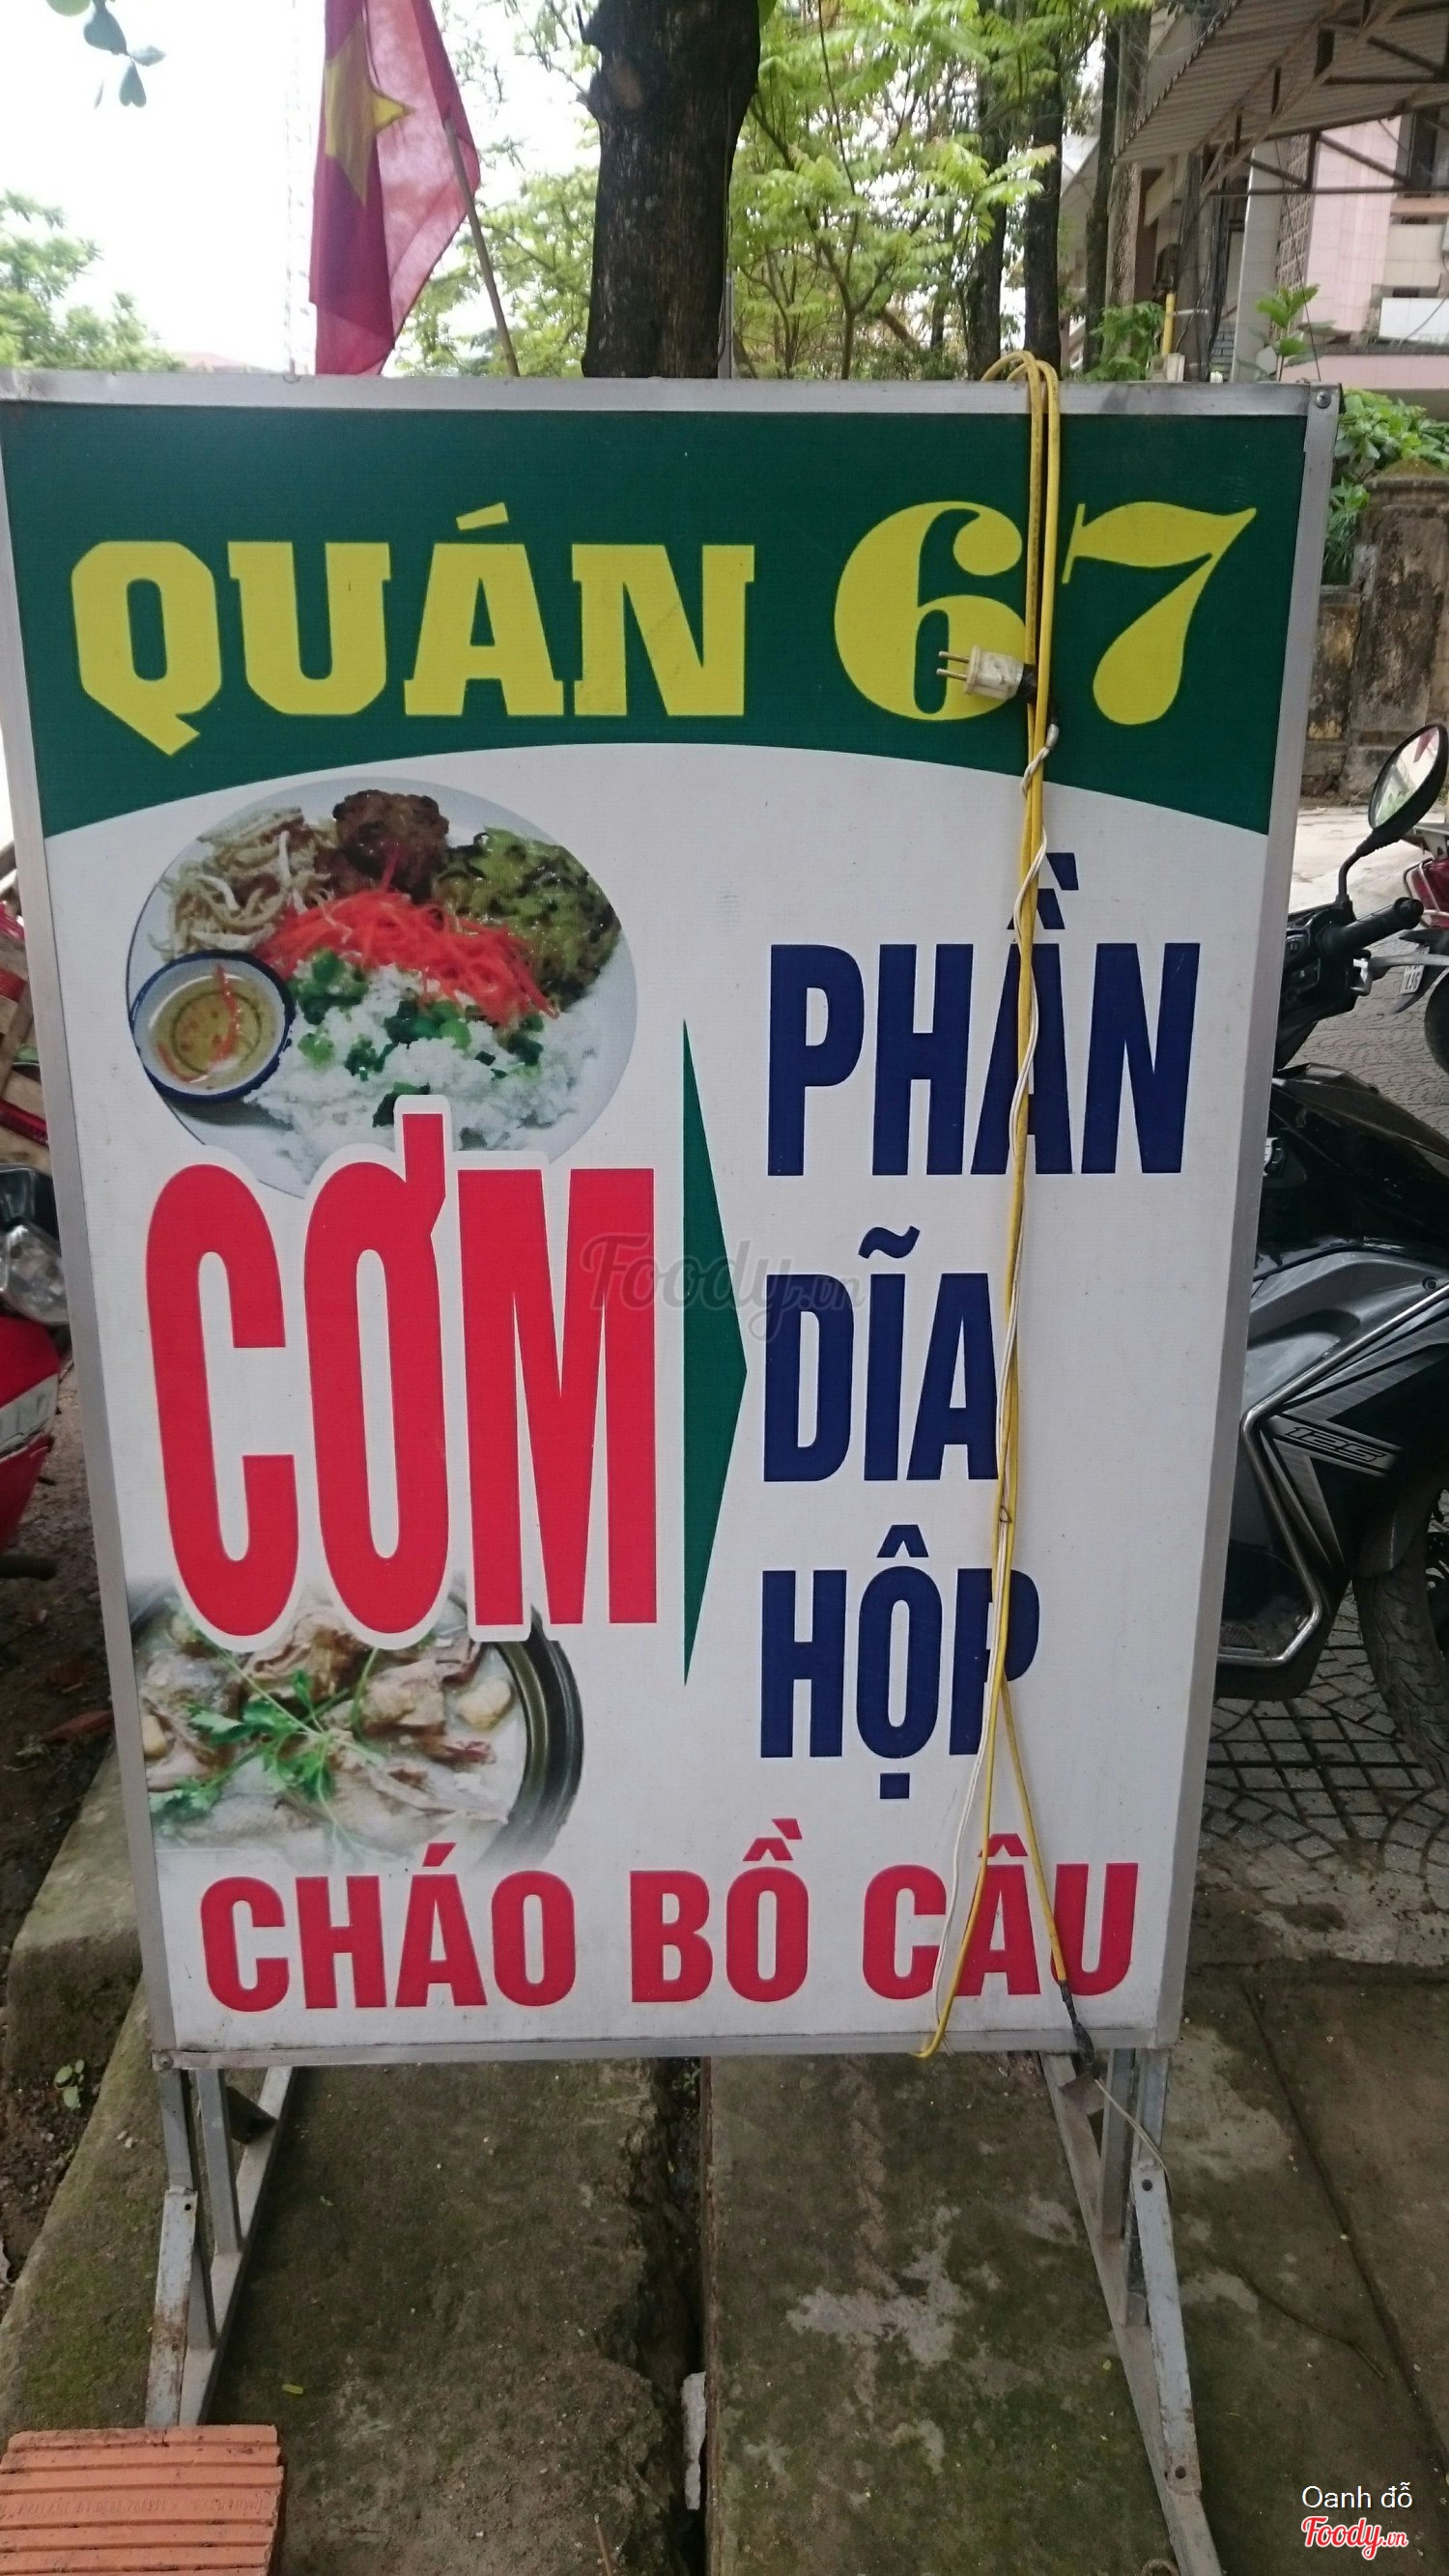 QUÁN 67
CƠM
PHẦN
DĨA
HỘP
CHÁO BỒ CÂU
Foody.vn
Oanh đỗ
Foody.vn